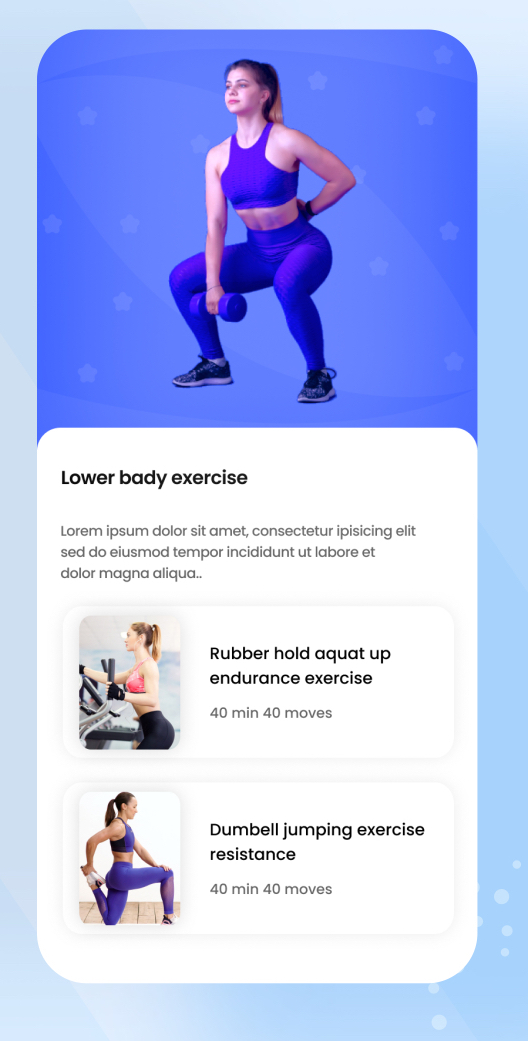 Lower bady exercise
Lorem ipsum dolor sit amet, consectetur ipisicing elit
sed do eiusmod tempor incididunt ut labore et
dolor magna aliqua..
Rubber hold aquat up
endurance exercise
40 min 40 moves
Dumbell jumping exercise
resistance
40 min 40 moves